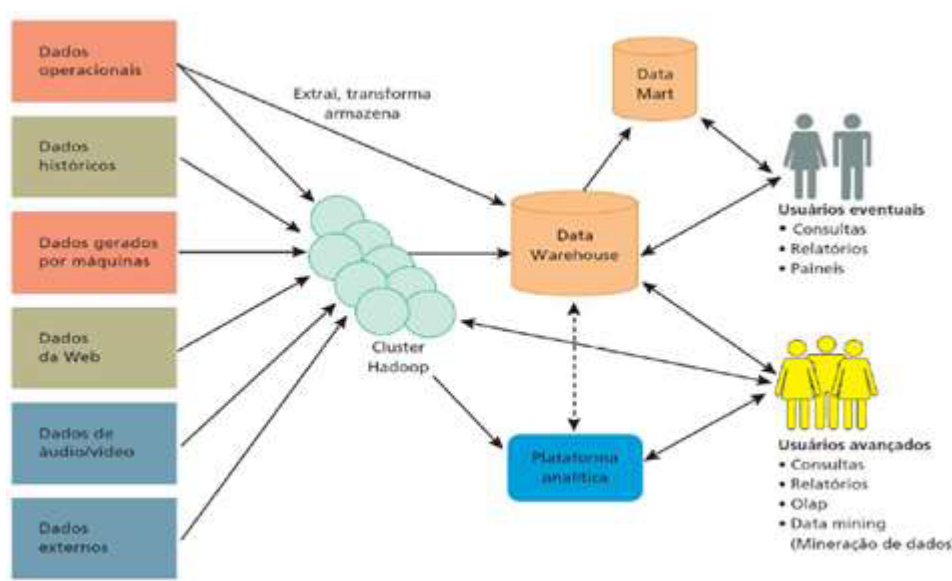 Dados
operacionais
Dados
históricos
Dados gerados
por máquinas
Dados
da Web
Dados de
áudio/vídeo
Dados
externos
Extrai, transforma
armazena
Cluster
Hadoop
Data
Mart
Data
Warehouse
Plataforma
analítica
Usuários eventuais
• Consultas
• Relatórios
• Paineis
Usuários avançados
• Consultas
• Relatórios
• Olap
• Data mining
(Mineração de dados)